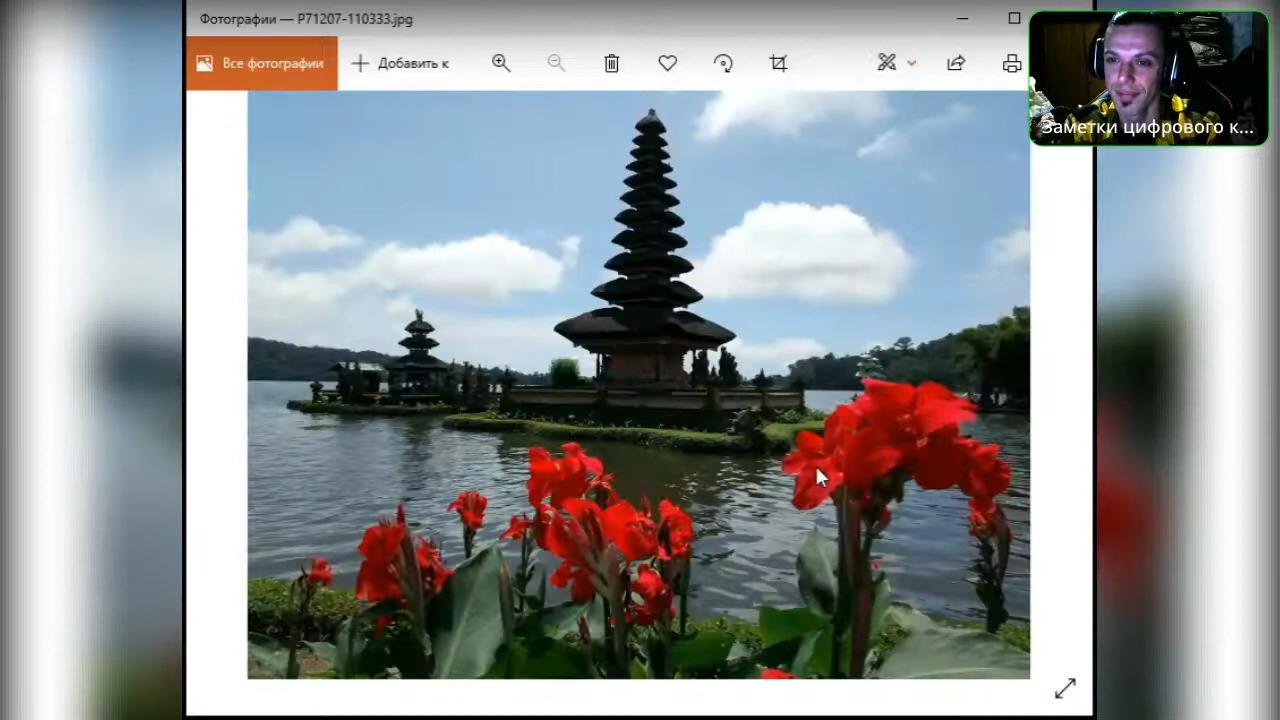 Фотографии — P71207-110333.jpg
Все фотографии
Добавить к
Заметки цифрового к...